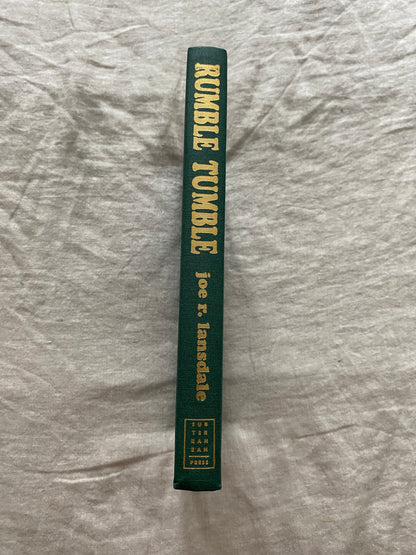 RUMBLE TUMBLE
joe r. lansdale
SUB
TER
RAN
EAN
PRESS